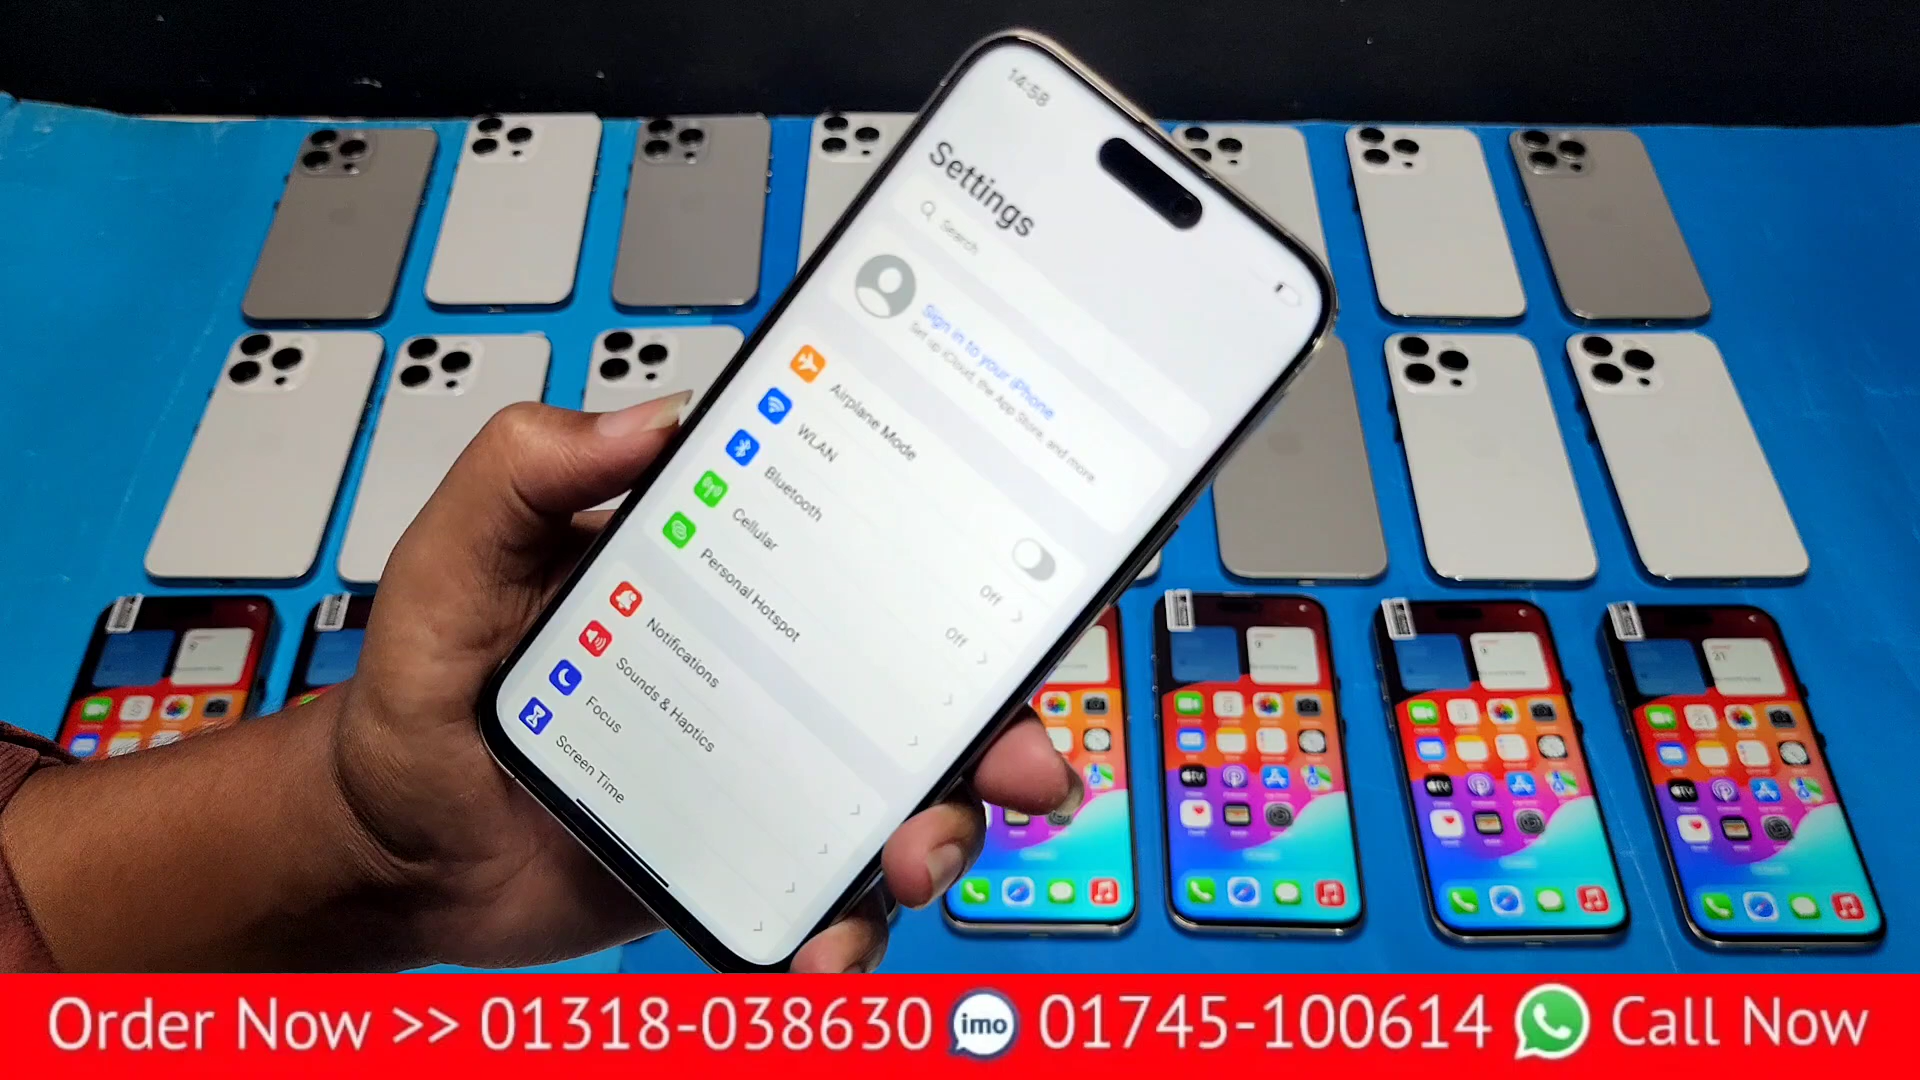 14:58
Settings
Search
Sign in to your iPhone
Set up iCloud, the App Store, and more
Airplane Mode
WLAN
Off
Bluetooth
Off
Cellular
Personal Hotspot
Notifications
Sounds & Haptics
Focus
Screen Time
21
21
Order Now >> 01318-038630 imo 01745-100614 Call Now